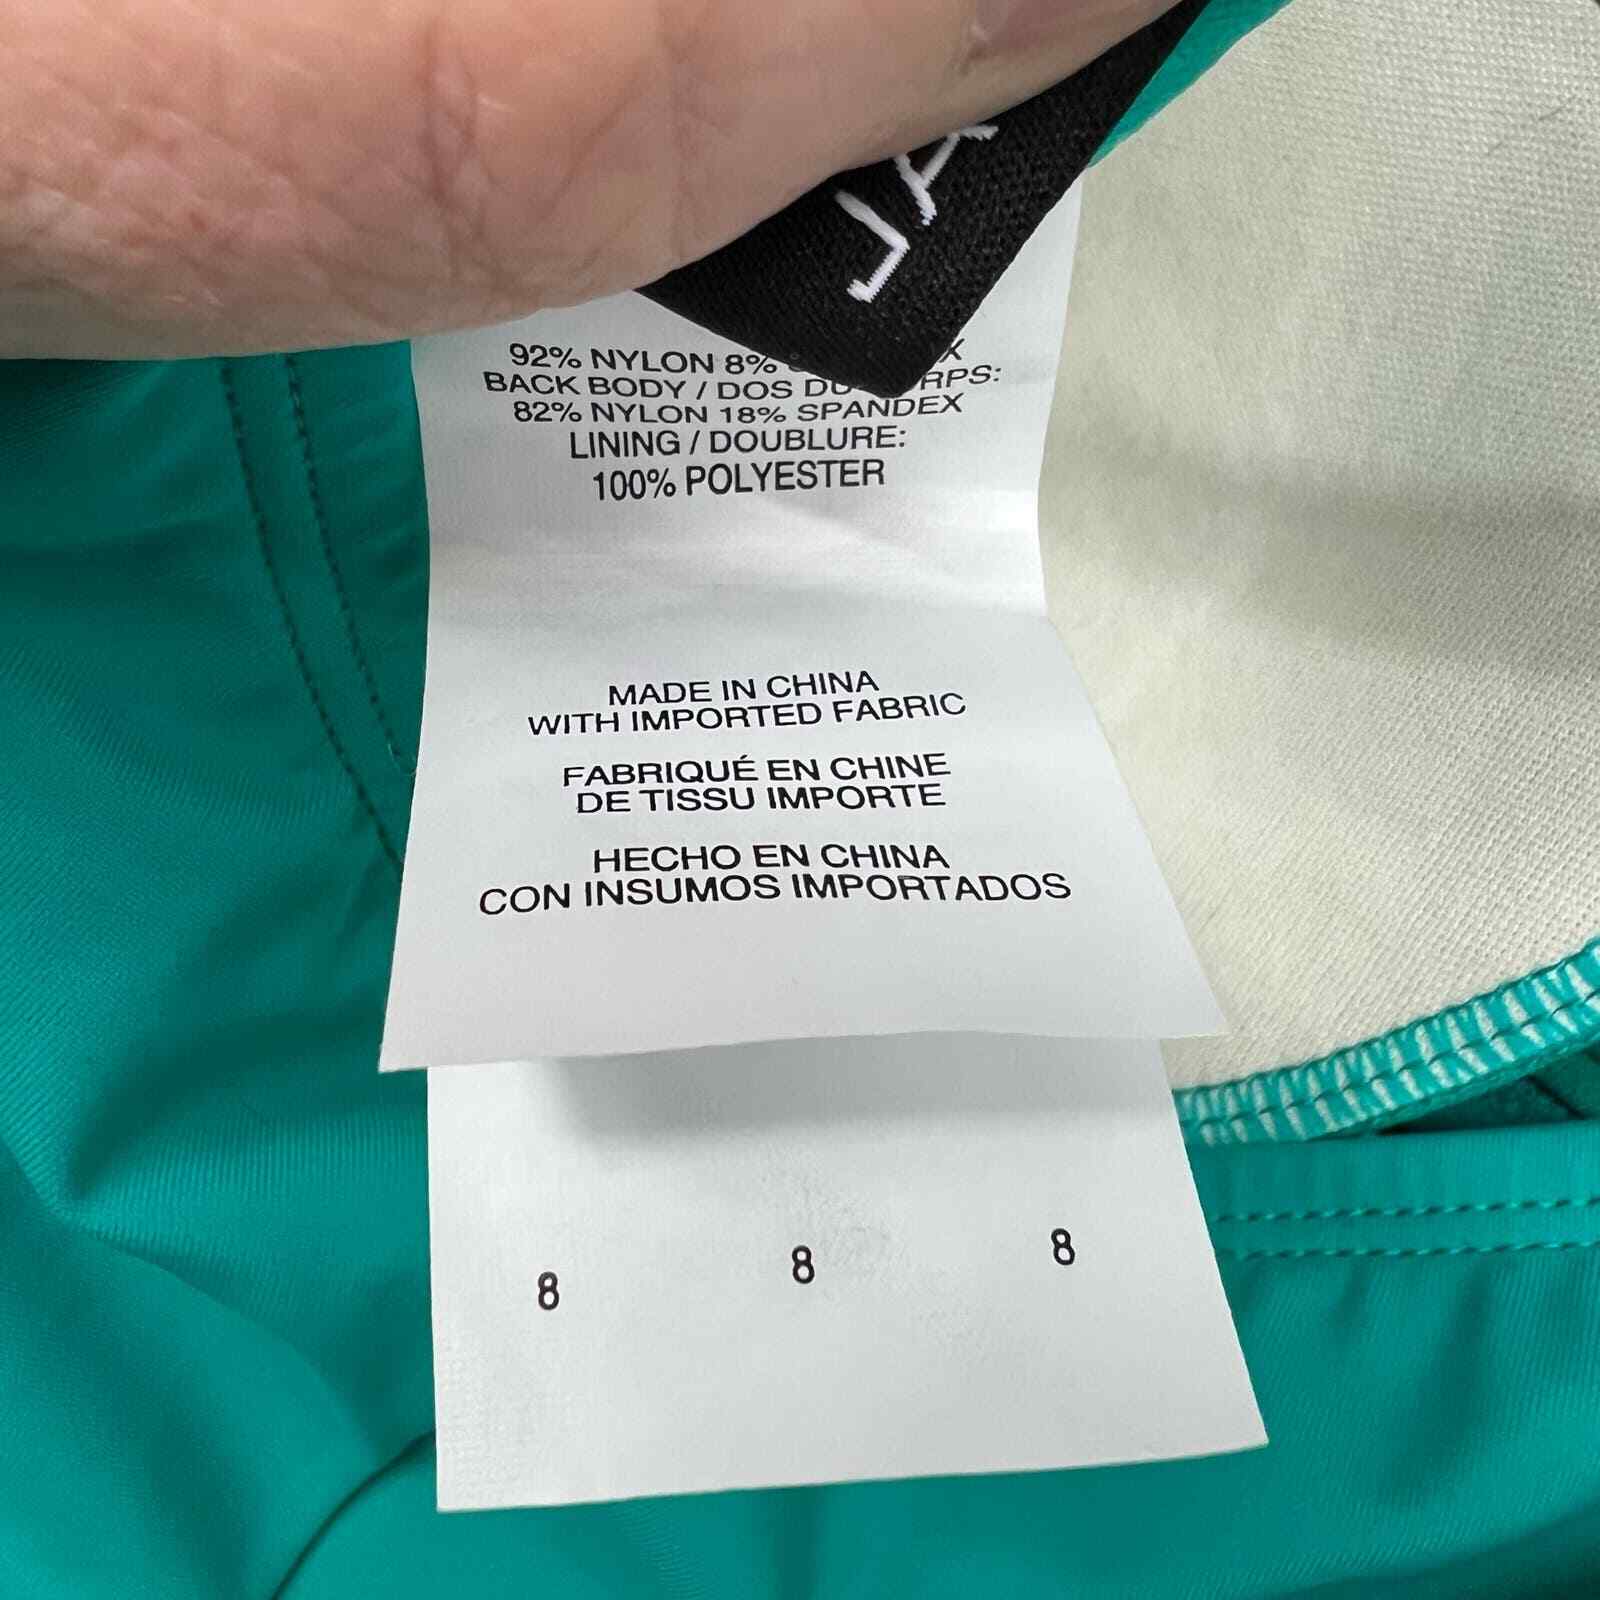 JA
92% NYLON 8%
BACK BODY / DOS DU
82% NYLON 18% SPANDEX
LINING / DOUBLURE:
100% POLYESTER
MADE IN CHINA
WITH IMPORTED FABRIC
FABRIQUÉ EN CHINE
DE TISSU IMPORTE
HECHO EN CHINA
CON INSUMOS IMPORTADOS
8 8 8